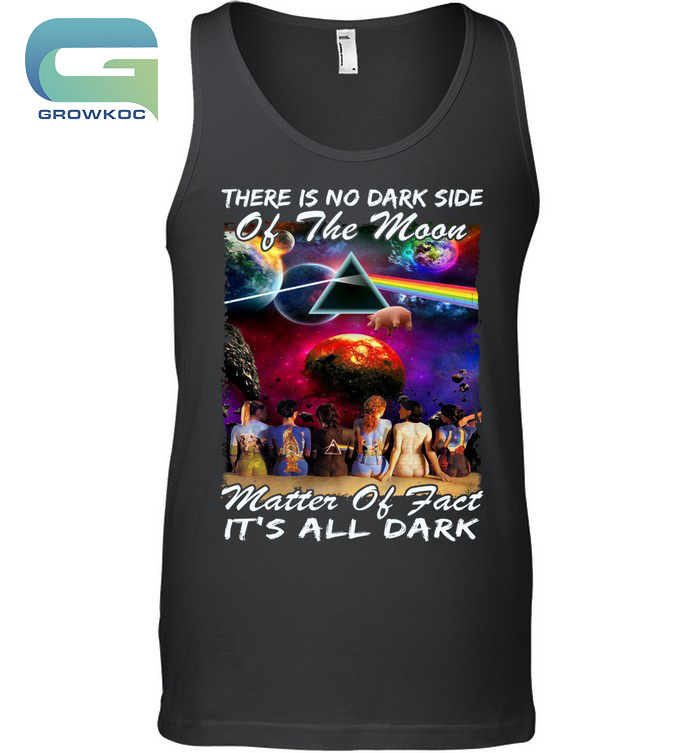 GROWKOC
THERE IS NO DARK SIDE
Of The Moon
Matter Of Fact
IT'S ALL DARK